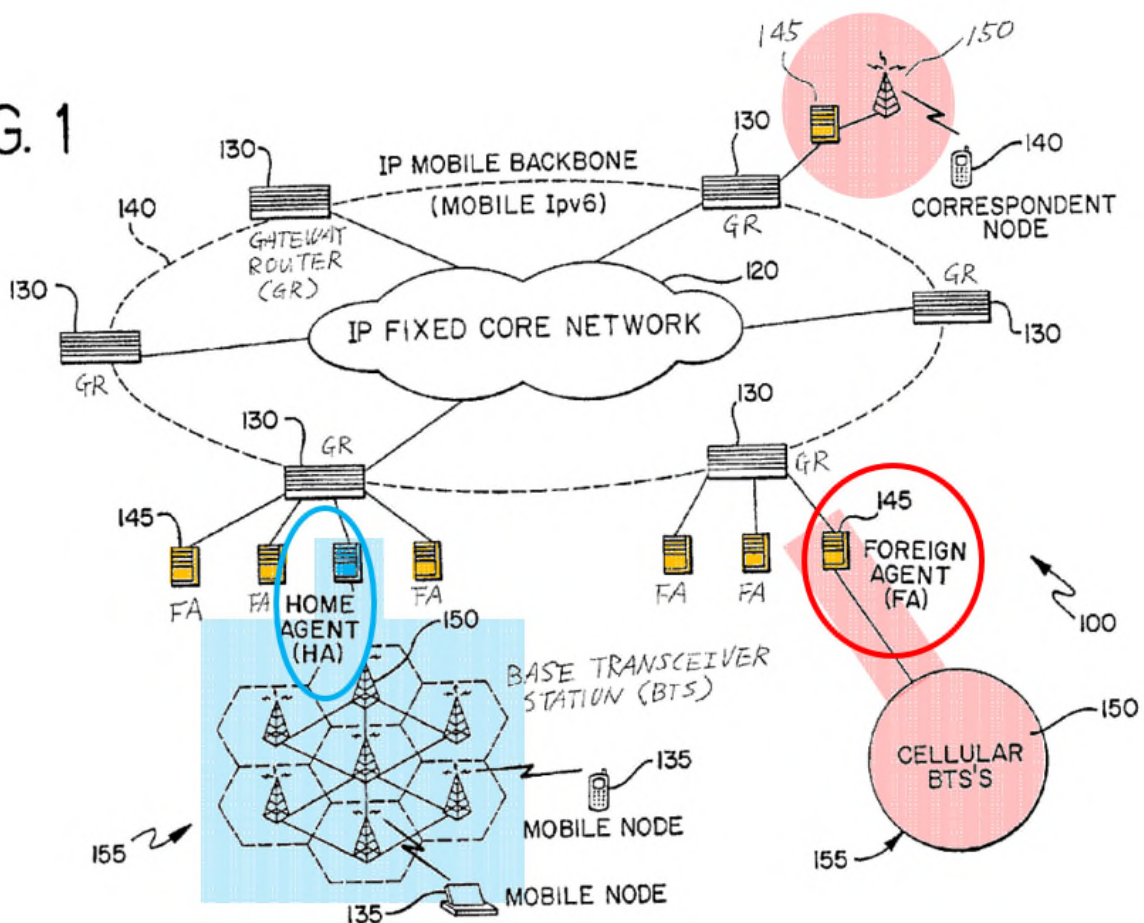 G. 1
145
150
130
130
140
IP MOBILE BACKBONE
(MOBILE Ipv6)
GR
CORRESPONDENT
NODE
140
GATEWAY
ROUTER
(GR)
120
GR
130
130
IP FIXED CORE NETWORK
GR
130
GR
130
GR
145
145
FOREIGN
AGENT
(FA)
FA
FA
HOME
AGENT
(HA)
FA
FA
FA
100
150
BASE TRANSCEIVER
STATION (BTS)
150
CELLULAR
BTS'S
135
MOBILE NODE
155
155
135
MOBILE NODE